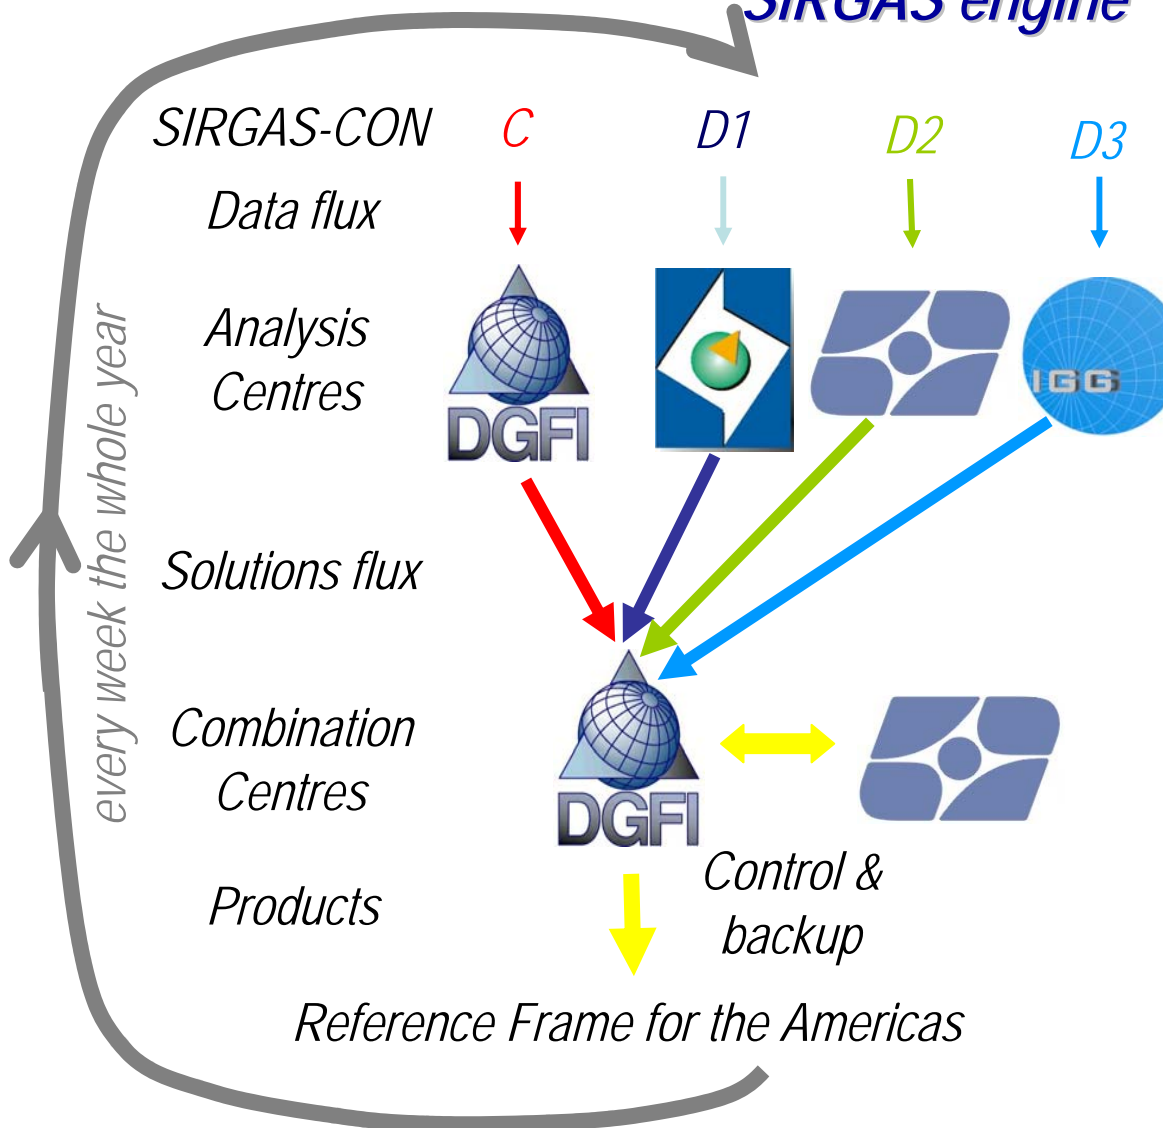 SIRGAS engine
SIRGAS-CON C D1 D2 D3
Data flux
Analysis
Centres
DGFI
IGG
every week the whole year
Solutions flux
Combination
Centres
DGFI
Control &
backup
Products
Reference Frame for the Americas